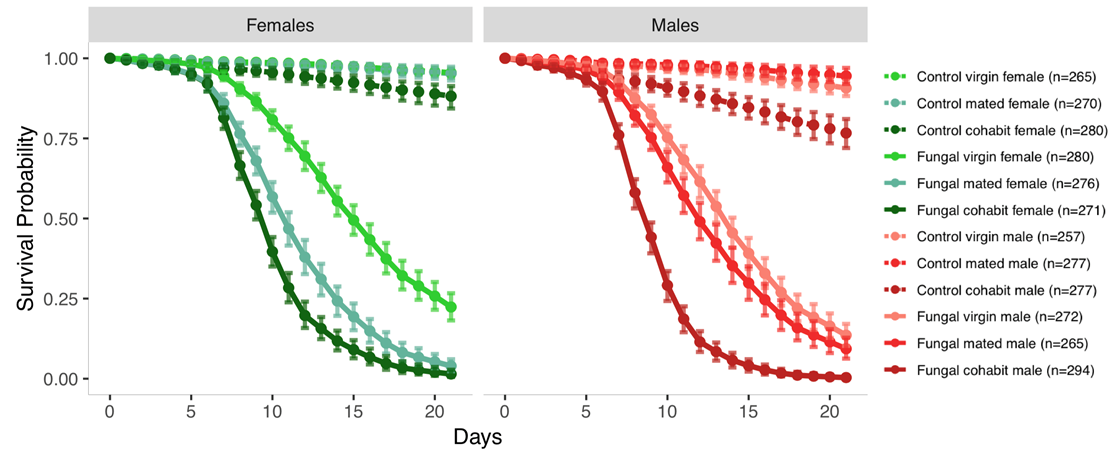 Females
Males
Survival Probability
1.00
0.75
0.50
0.25
0.00
0 5 10 15 20
0 5 10 15 20
Days
Control virgin female (n=265)
Control mated female (n=270)
Control cohabit female (n=280)
Fungal virgin female (n=280)
Fungal mated female (n=276)
Fungal cohabit female (n=271)
Control virgin male (n=257)
Control mated male (n=277)
Control cohabit male (n=277)
Fungal virgin male (n=272)
Fungal mated male (n=265)
Fungal cohabit male (n=294)